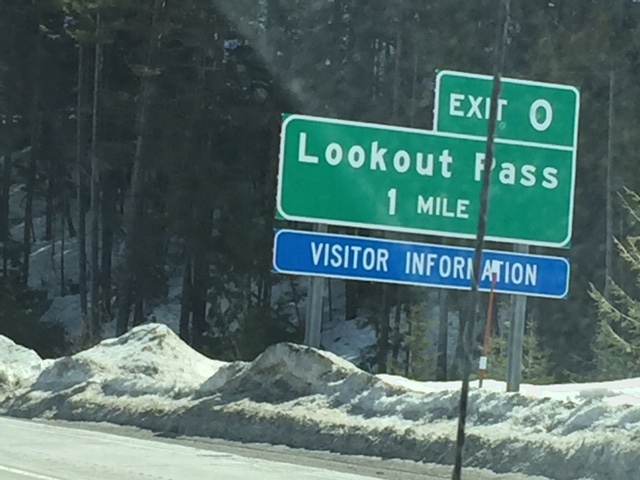 EXIT 0
Lookout Pass
1 MILE
VISITOR INFORMATION